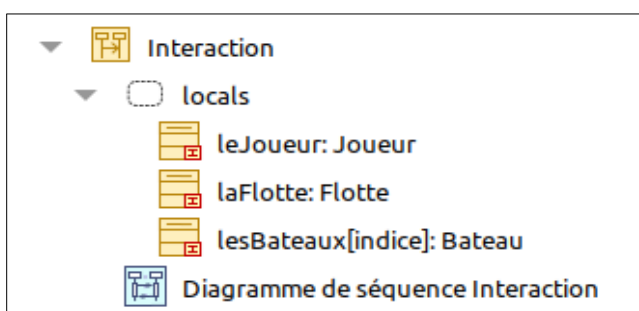 Interaction
locals
leJoueur: Joueur
laFlotte: Flotte
lesBateaux[indice]: Bateau
Diagramme de séquence Interaction